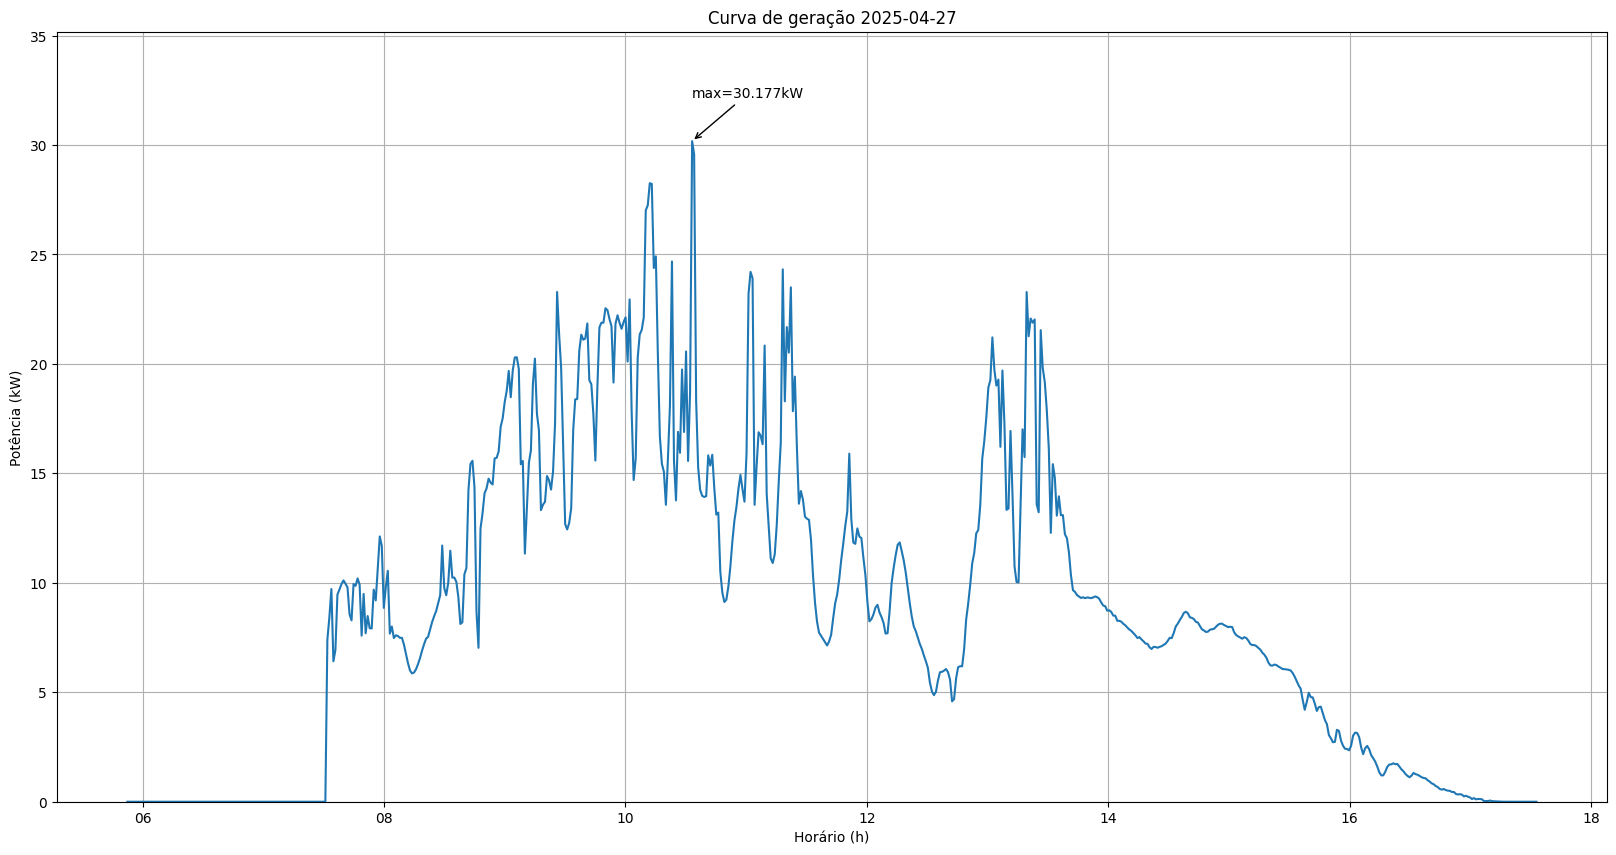 Curva de geração 2025-04-27
35
30
25
20
15
10
5
0
Potência (kW)
max=30.177kW
06 08 10 12 14 16 18
Horário (h)